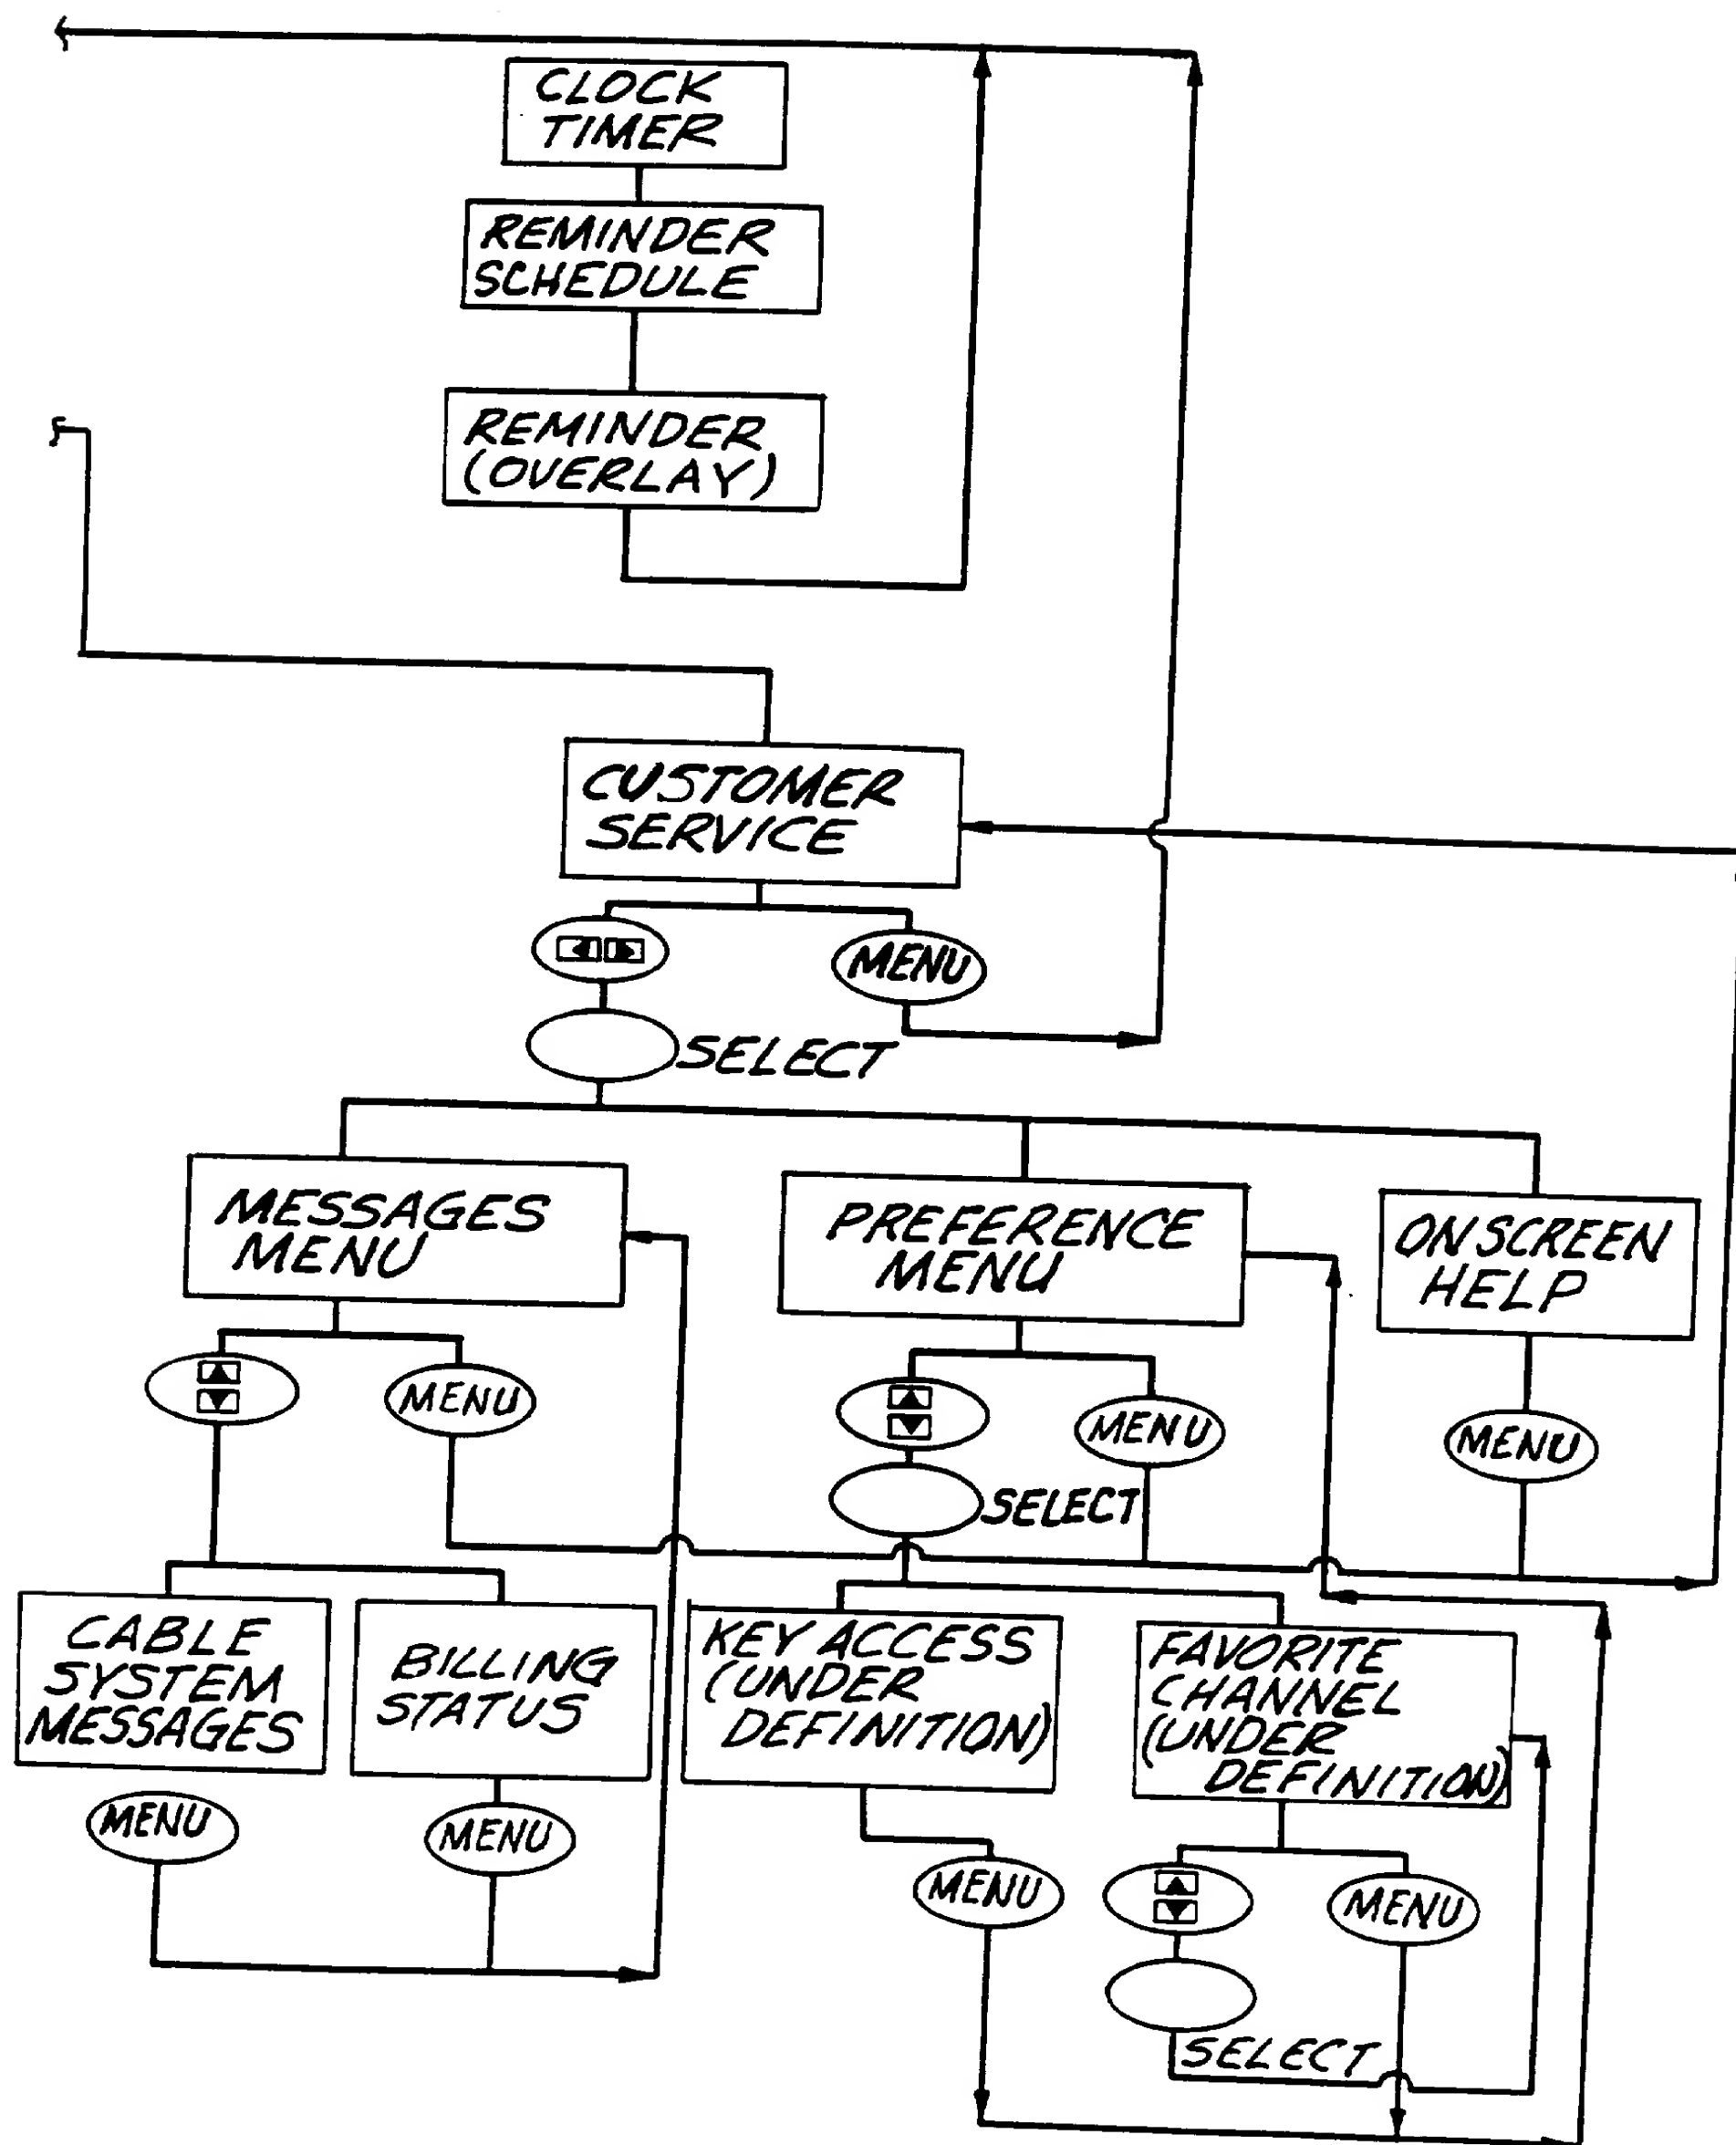 CLOCK
TIMER
REMINDER
SCHEDULE
REMINDER
(OVERLAY)
CUSTOMER
SERVICE
MENU
SELECT
MESSAGES
MENU
PREFERENCE
MENU
ON SCREEN
HELP
MENU
MENU
MENU
SELECT
CABLE
SYSTEM
MESSAGES
BILLING
STATUS
KEY ACCESS
(UNDER
DEFINITION)
FAVORITE
CHANNEL
(UNDER
DEFINITION)
MENU
MENU
MENU
MENU
SELECT